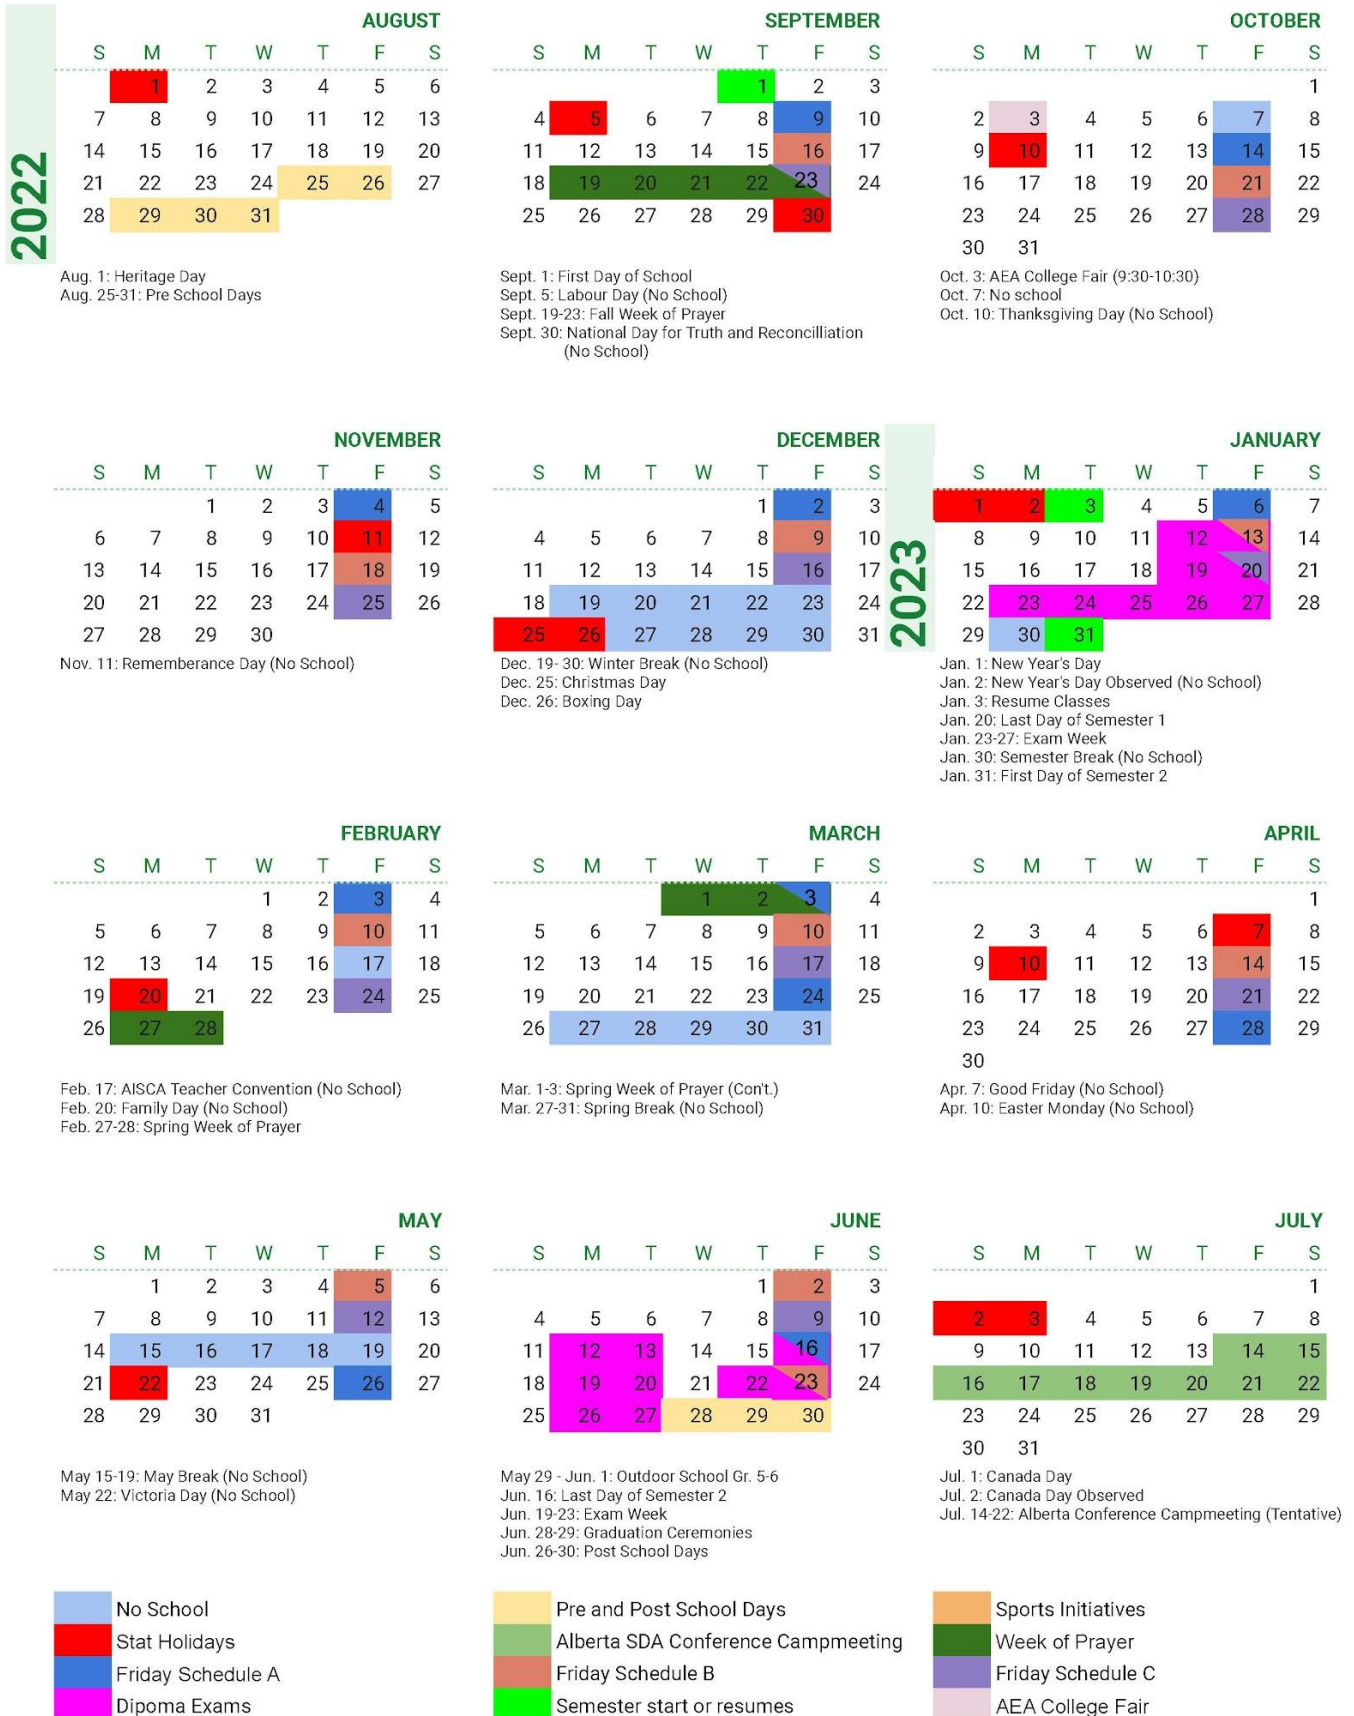 2022
AUGUST
S M T W T F S
1 2 3 4 5 6
7 8 9 10 11 12 13
14 15 16 17 18 19 20
21 22 23 24 25 26 27
28 29 30 31
Aug. 1: Heritage Day
Aug. 25-31: Pre School Days
SEPTEMBER
S M T W T F S
1 2 3
4 5 6 7 8 9 10
11 12 13 14 15 16 17
18 19 20 21 22 23 24
25 26 27 28 29 30
Sept. 1: First Day of School
Sept. 5: Labour Day (No School)
Sept. 19-23: Fall Week of Prayer
Sept. 30: National Day for Truth and Reconcilliation
(No School)
OCTOBER
S M T W T F S
1
2 3 4 5 6 7 8
9 10 11 12 13 14 15
16 17 18 19 20 21 22
23 24 25 26 27 28 29
30 31
Oct. 3: AEA College Fair (9:30-10:30)
Oct. 7: No school
Oct. 10: Thanksgiving Day (No School)
NOVEMBER
S M T W T F S
1 2 3 4 5
6 7 8 9 10 11 12
13 14 15 16 17 18 19
20 21 22 23 24 25 26
27 28 29 30
Nov. 11: Rememberance Day (No School)
DECEMBER
S M T W T F S
1 2 3
4 5 6 7 8 9 10
11 12 13 14 15 16 17
18 19 20 21 22 23 24
25 26 27 28 29 30 31
Dec. 19- 30: Winter Break (No School)
Dec. 25: Christmas Day
Dec. 26: Boxing Day
2023
JANUARY
S M T W T F S
1 2 3 4 5 6 7
8 9 10 11 12 13 14
15 16 17 18 19 20 21
22 23 24 25 26 27 28
29 30 31
Jan. 1: New Year's Day
Jan. 2: New Year's Day Observed (No School)
Jan. 3: Resume Classes
Jan. 20: Last Day of Semester 1
Jan. 23-27: Exam Week
Jan. 30: Semester Break (No School)
Jan. 31: First Day of Semester 2
FEBRUARY
S M T W T F S
1 2 3 4
5 6 7 8 9 10 11
12 13 14 15 16 17 18
19 20 21 22 23 24 25
26 27 28
Feb. 17: AISCA Teacher Convention (No School)
Feb. 20: Family Day (No School)
Feb. 27-28: Spring Week of Prayer
MARCH
S M T W T F S
1 2 3 4
5 6 7 8 9 10 11
12 13 14 15 16 17 18
19 20 21 22 23 24 25
26 27 28 29 30 31
Mar. 1-3: Spring Week of Prayer (Con't.)
Mar. 27-31: Spring Break (No School)
APRIL
S M T W T F S
1
2 3 4 5 6 7 8
9 10 11 12 13 14 15
16 17 18 19 20 21 22
23 24 25 26 27 28 29
30
Apr. 7: Good Friday (No School)
Apr. 10: Easter Monday (No School)
MAY
S M T W T F S
1 2 3 4 5 6
7 8 9 10 11 12 13
14 15 16 17 18 19 20
21 22 23 24 25 26 27
28 29 30 31
May 15-19: May Break (No School)
May 22: Victoria Day (No School)
JUNE
S M T W T F S
1 2 3
4 5 6 7 8 9 10
11 12 13 14 15 16 17
18 19 20 21 22 23 24
25 26 27 28 29 30
May 29 - Jun. 1: Outdoor School Gr. 5-6
Jun. 16: Last Day of Semester 2
Jun. 19-23: Exam Week
Jun. 28-29: Graduation Ceremonies
Jun. 26-30: Post School Days
JULY
S M T W T F S
1
2 3 4 5 6 7 8
9 10 11 12 13 14 15
16 17 18 19 20 21 22
23 24 25 26 27 28 29
30 31
Jul. 1: Canada Day
Jul. 2: Canada Day Observed
Jul. 14-22: Alberta Conference Campmeeting (Tentative)
No School
Stat Holidays
Friday Schedule A
Dipoma Exams
Pre and Post School Days
Alberta SDA Conference Campmeeting
Friday Schedule B
Semester start or resumes
Sports Initiatives
Week of Prayer
Friday Schedule C
AEA College Fair